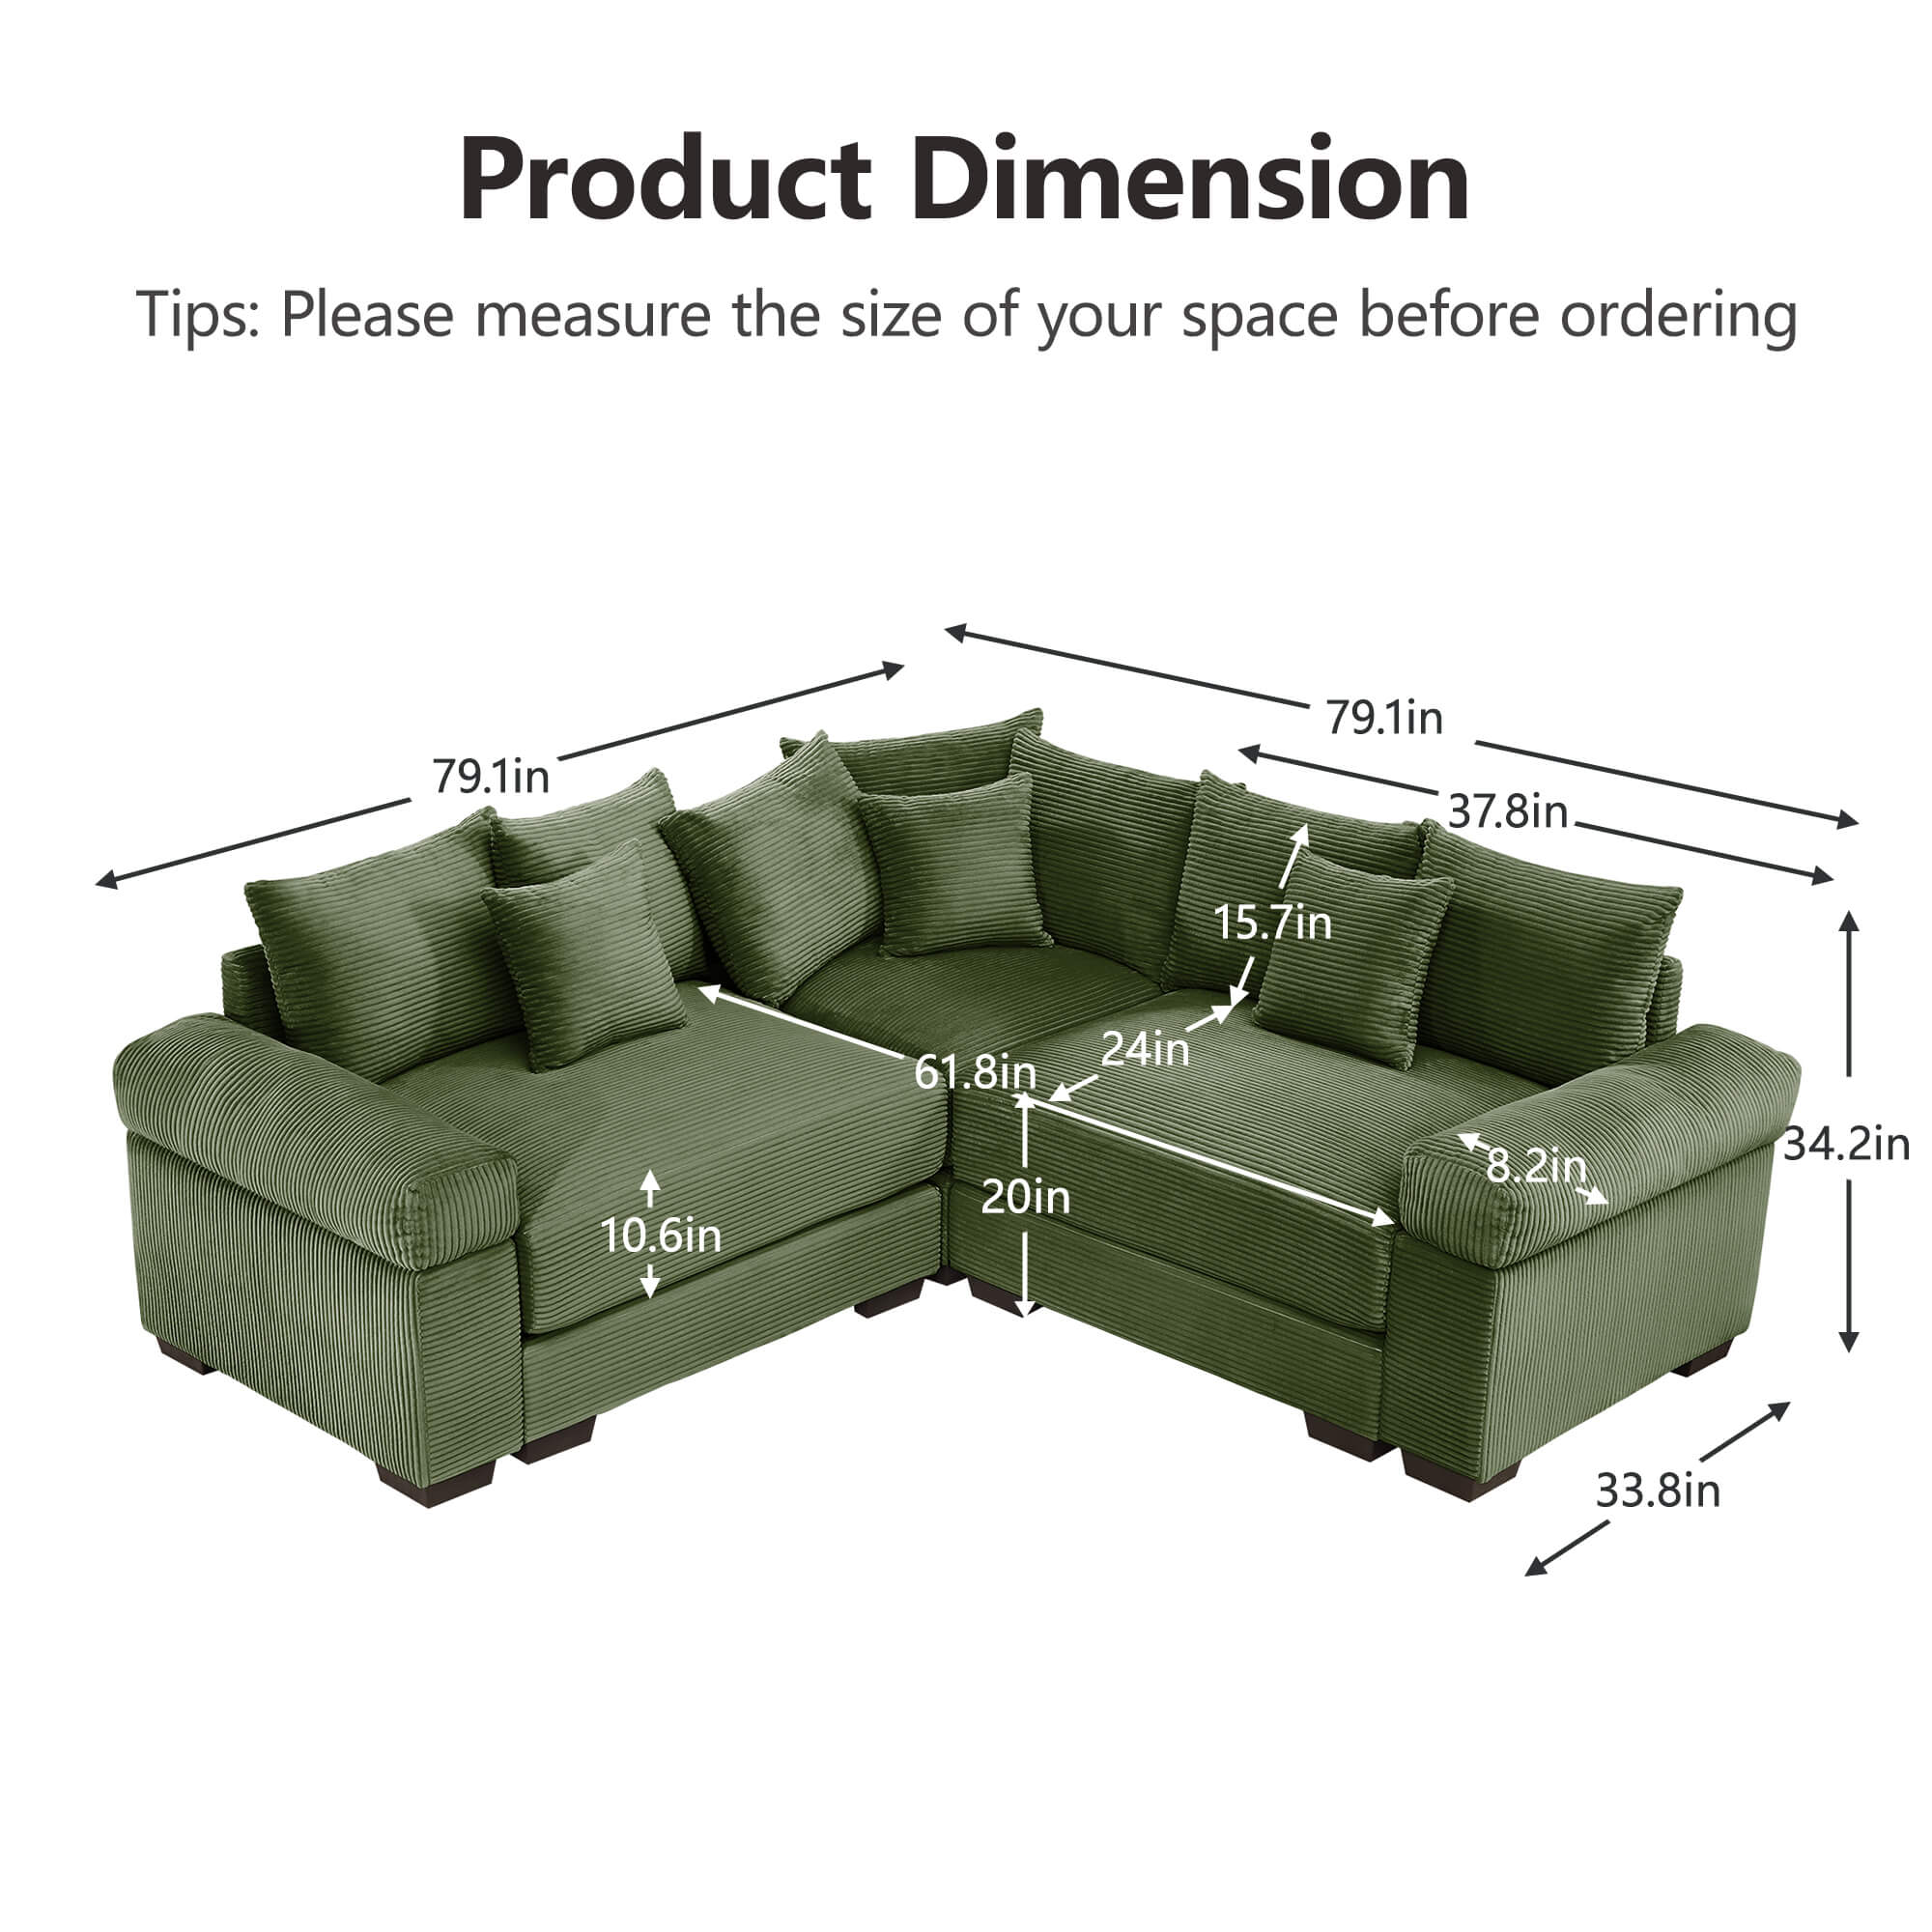 Product Dimension
Tips: Please measure the size of your space before ordering
79.1in
79.1in
37.8in
15.7in
24in
61.8in
34.2in
8.2in
20in
10.6in
33.8in